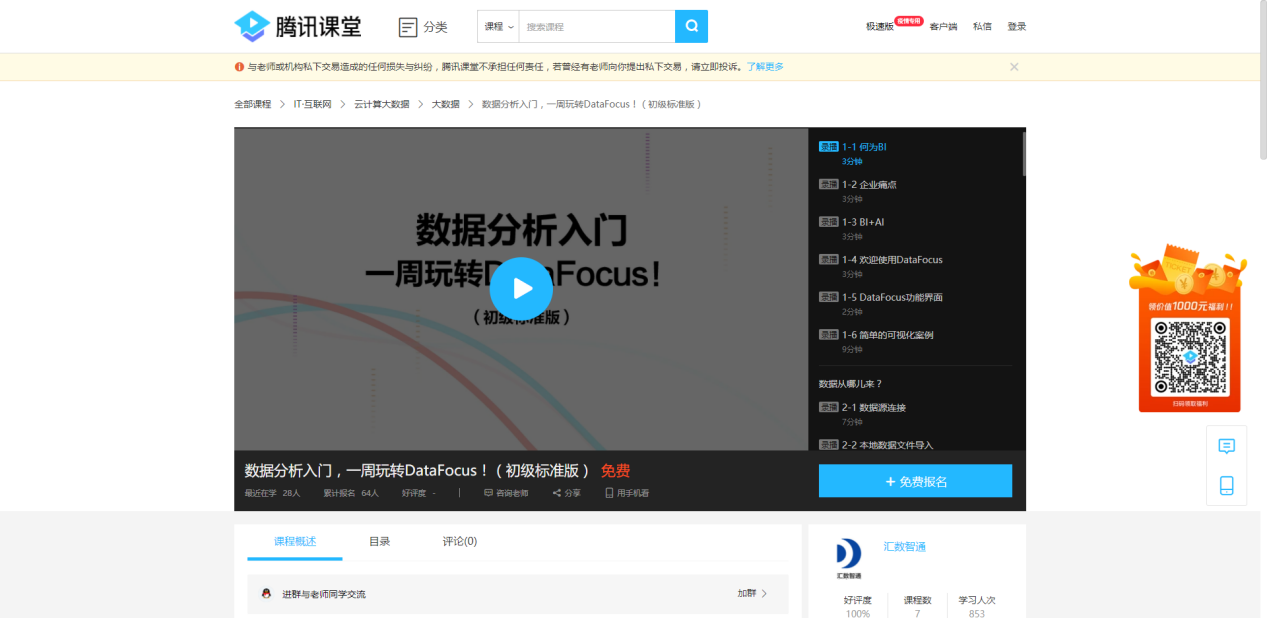 腾讯课堂
分类
课程
搜索课程
极速版
疫情专用
客户端
私信
登录
与老师或机构私下交易造成的任何损失与纠纷，腾讯课堂不承担任何责任，若曾经有老师向你提出私下交易，请立即投诉。了解更多
全部课程 > IT·互联网 > 云计算大数据 > 大数据 > 数据分析入门，一周玩转DataFocus！（初级标准版）
数据分析入门
一周玩转DataFocus！
（初级标准版）
录播 1-1 何为BI
3分钟
录播 1-2 企业痛点
3分钟
录播 1-3 BI+AI
3分钟
录播 1-4 欢迎使用DataFocus
3分钟
录播 1-5 DataFocus功能界面
2分钟
录播 1-6 简单的可视化案例
9分钟
数据从哪儿来？
录播 2-1 数据源连接
7分钟
录播 2-2 本地数据文件导入
数据分析入门，一周玩转DataFocus！（初级标准版） 免费
最近在学 28人 累计报名 64人 好评度 - 咨询老师 分享 用手机看
+ 免费报名
TICKET
领价值1000元福利!!
扫码领取福利
课程概述
目录
评论(0)
进群与老师同学交流
加群
汇数智通
汇数智通
好评度 课程数 学习人次
100% 7 853